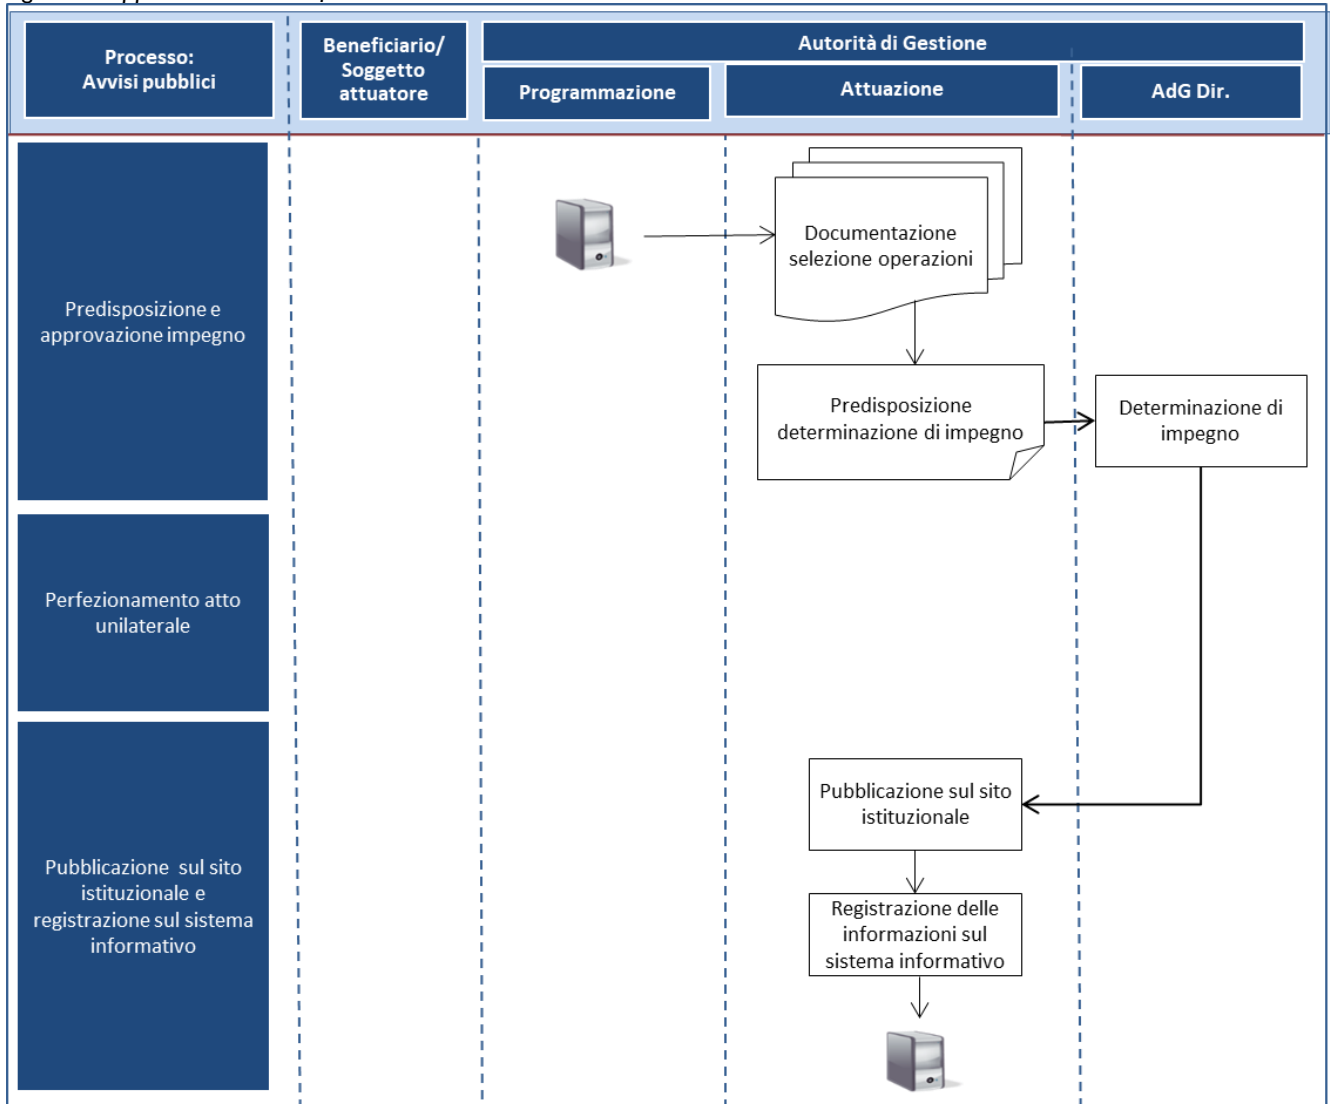 Processo:
Avvisi pubblici
Beneficiario/
Soggetto
attuatore
Autorità di Gestione
Programmazione
Attuazione
AdG Dir.
Predisposizione e
approvazione impegno
Documentazione
selezione operazioni
Predisposizione
determinazione di impegno
Determinazione di
impegno
Perfezionamento atto
unilaterale
Pubblicazione sul sito
istituzionale e
registrazione sul sistema
informativo
Pubblicazione sul sito
istituzionale
Registrazione delle
informazioni sul
sistema informativo